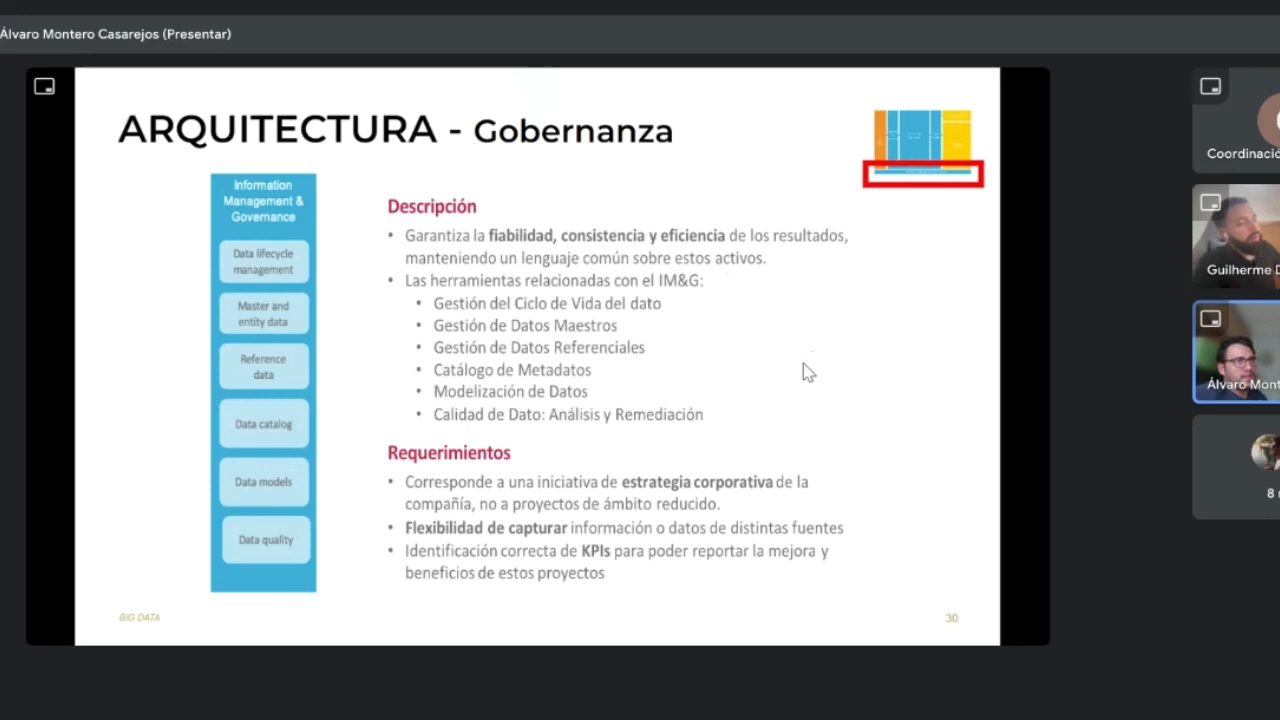 Álvaro Montero Casarejos (Presentar)
ARQUITECTURA - Gobernanza
Information
Management &
Governance
Data lifecycle
management
Master and
entity data
Reference
data
Data catalog
Data models
Data quality
Descripción
• Garantiza la fiabilidad, consistencia y eficiencia de los resultados,
manteniendo un lenguaje común sobre estos activos.
• Las herramientas relacionadas con el IM&G:
• Gestión del Ciclo de Vida del dato
• Gestión de Datos Maestros
• Gestión de Datos Referenciales
• Catálogo de Metadatos
• Modelización de Datos
• Calidad de Dato: Análisis y Remediación
Requerimientos
• Corresponde a una iniciativa de estrategia corporativa de la
compañía, no a proyectos de ámbito reducido.
• Flexibilidad de capturar información o datos de distintas fuentes
• Identificación correcta de KPIs para poder reportar la mejora y
beneficios de estos proyectos
BIG DATA
30
Coordinació
Guilherme D
Álvaro Mont
8